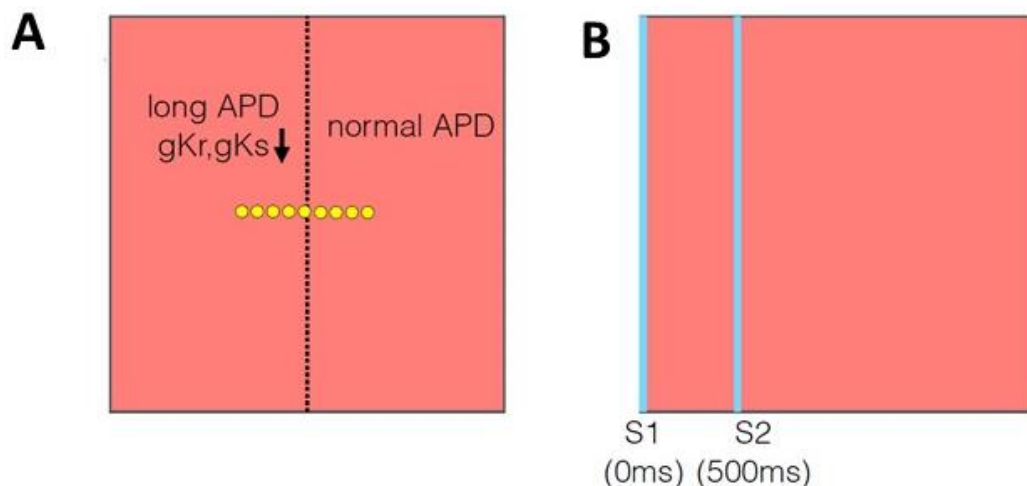 A
long APD
gKr,gKs
normal APD
B
S1
(0ms)
S2
(500ms)